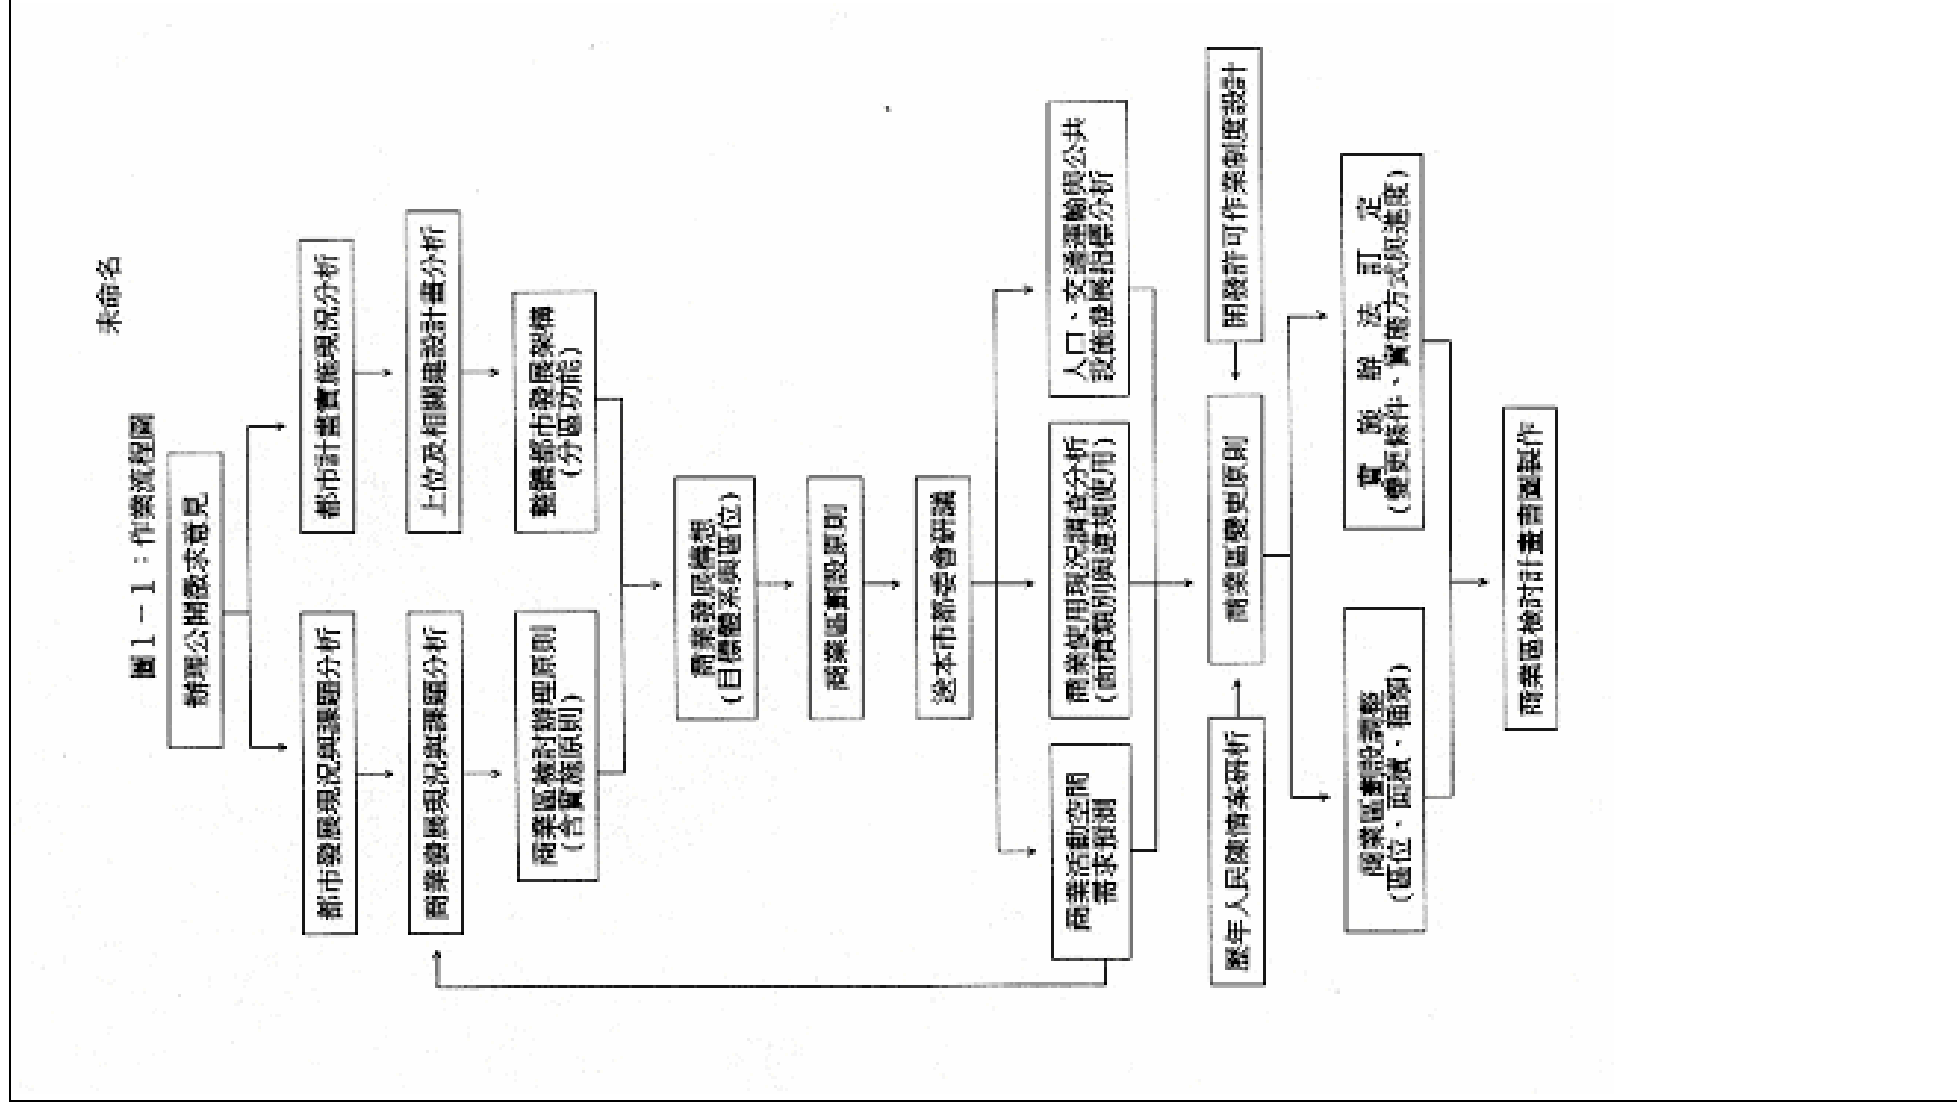 未命名
圖1－1：作業流程圖
辦理公開徵求意見
都市發展現況與課題分析
都市計畫實施現況分析
商業發展現況與課題分析
上位及相關建設計畫分析
商業區檢討辦理原則
(含實施原則)
整體都市發展架構
(分區功能)
商業發展構想
(目標體系與區位)
商業區劃設原則
送本市都委會研議
商業活動空間
需求預測
商業使用現況調查分析
(面積類別與違規使用)
人口、交通運輸與公共
設施發展指標分析
歷年人民陳情案研析
商業區變更原則
開發許可作業制度設計
商業區劃設調整
(區位、面積、種類)
實施辦法訂定
(變更條件、實施方式與進度)
商業區檢討計畫書圖製作